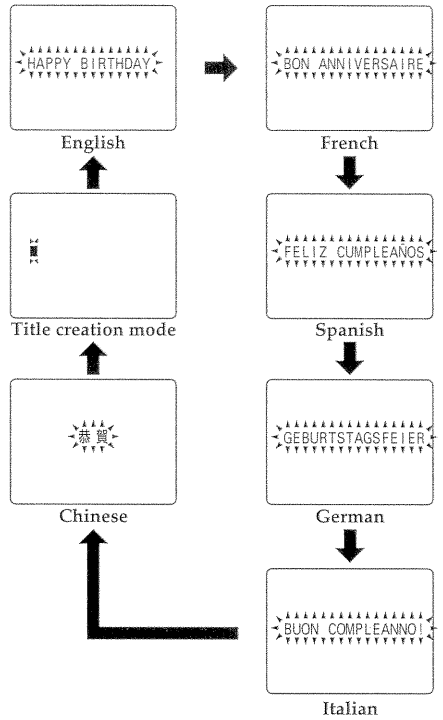 HAPPY BIRTHDAY
English
BON ANNIVERSAIRE
French
FELIZ CUMPLEAÑOS
Spanish
GEBURTSTAGSFEIER
German
BUON COMPLEANNO!
Italian
恭賀
Chinese
Title creation mode